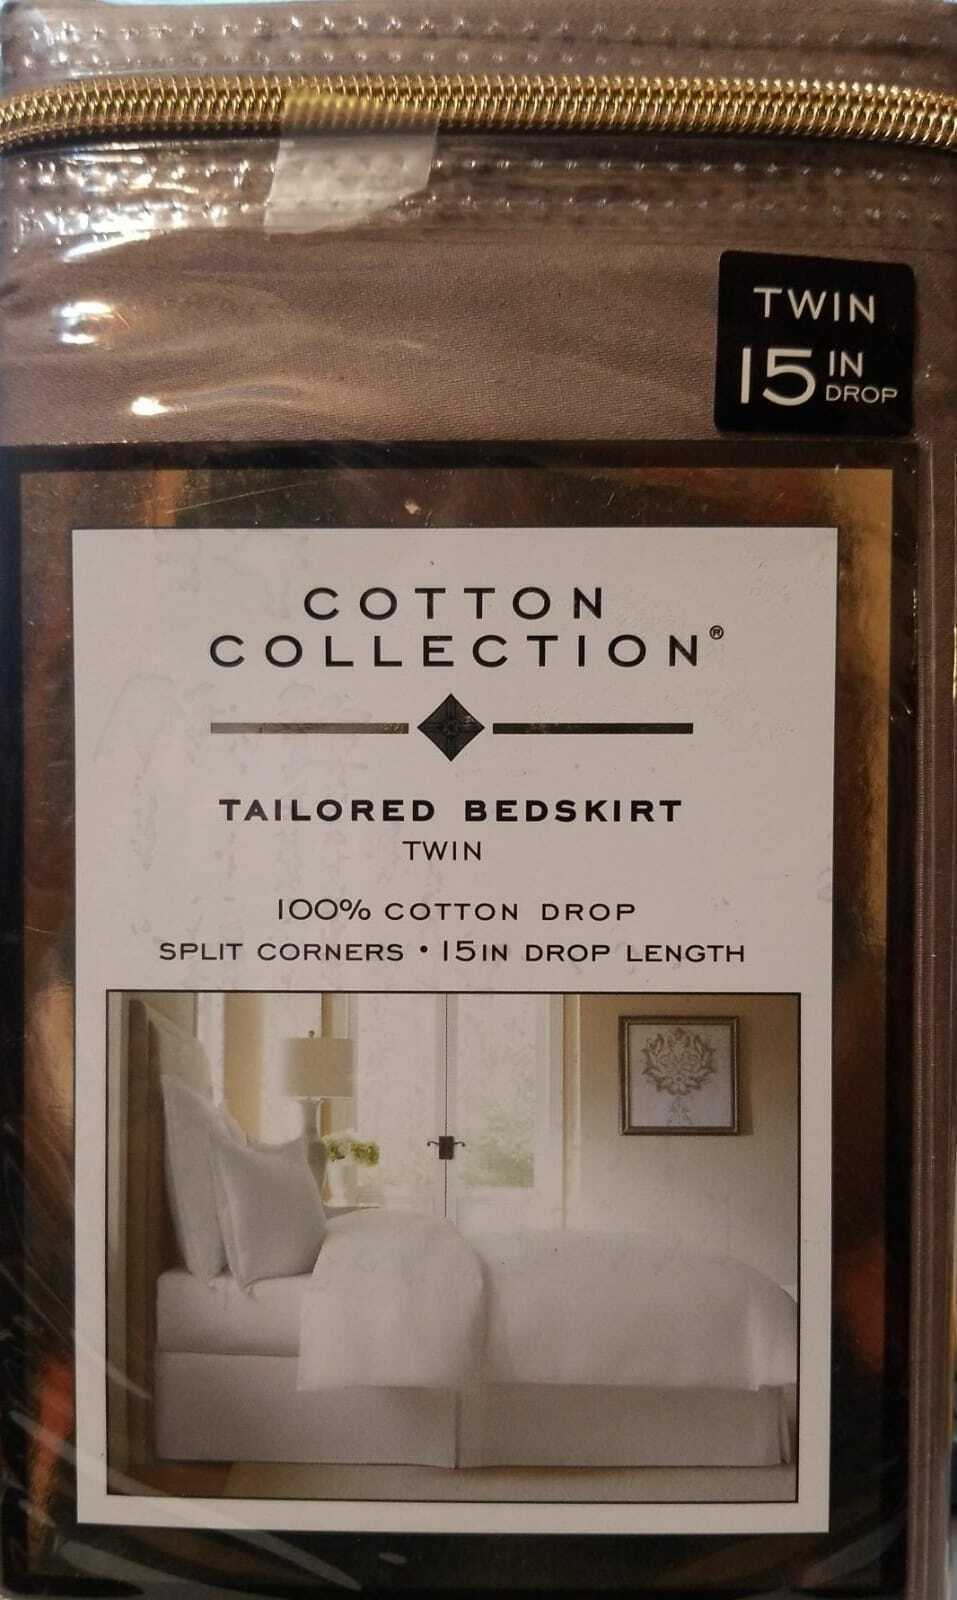 TWIN
15 IN
DROP
COTTON
COLLECTION®
TAILORED BEDSKIRT
TWIN
100% COTTON DROP
SPLIT CORNERS • 15IN DROP LENGTH